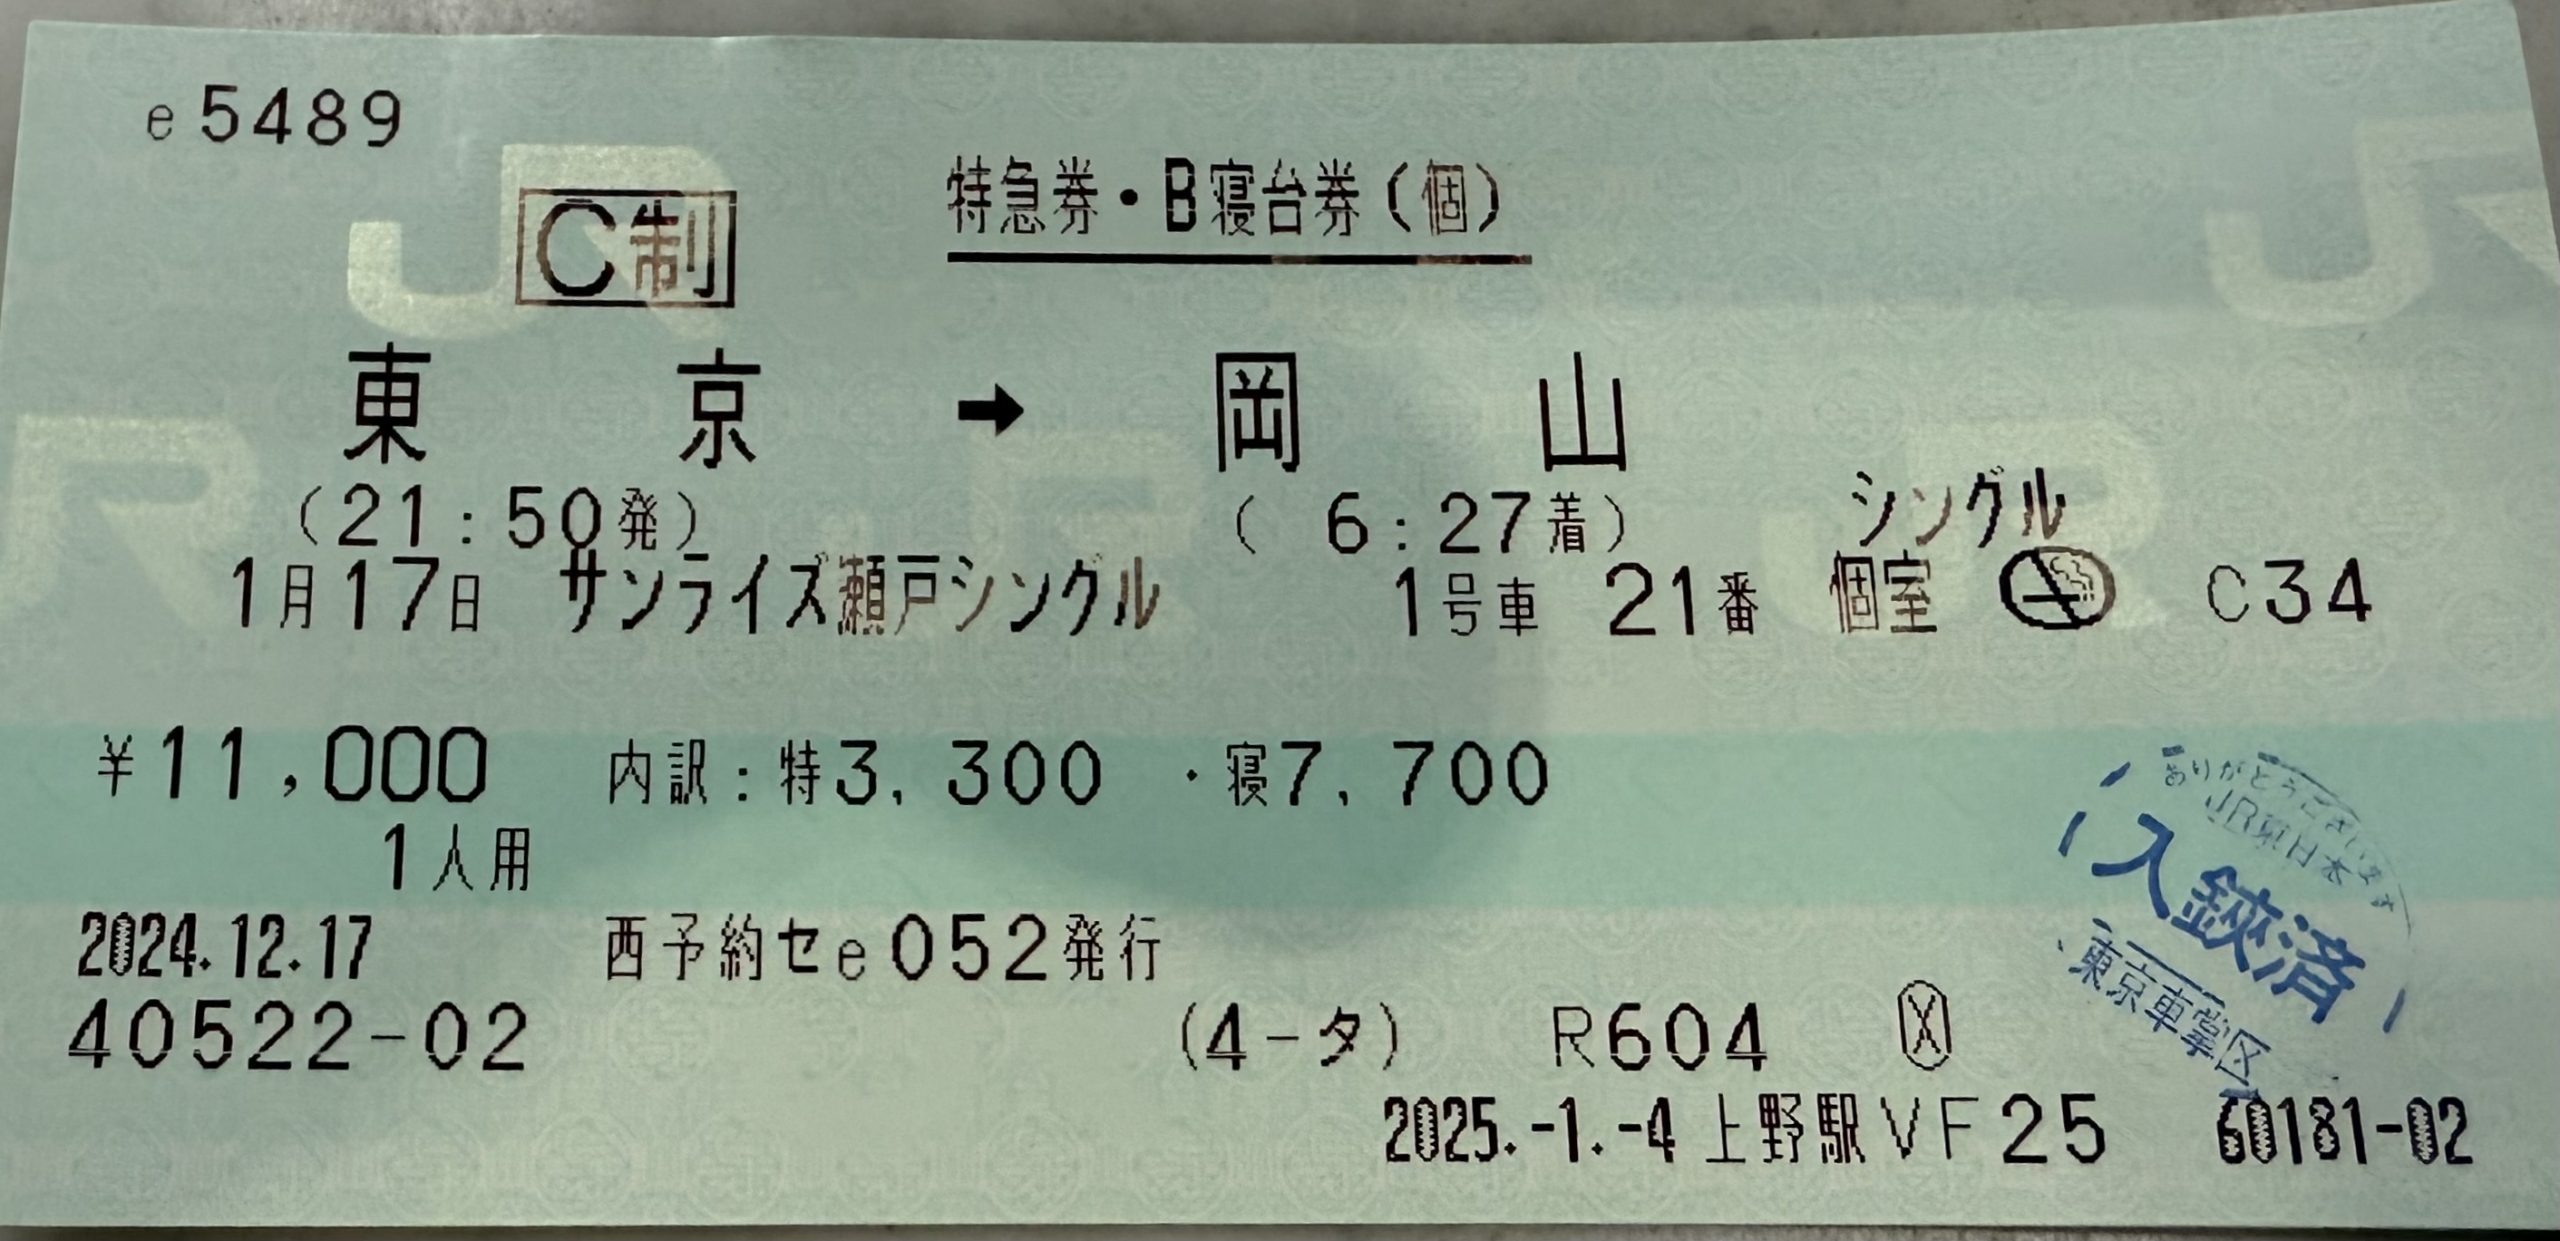 e5489
特急券・B寝台券(個)
C制
東京→岡山
(21:50発) (6:27着) シングル
1月17日 サンライズ瀬戸シングル 1号車 21番 個室 C34
¥11,000 内訳:特3,300 ・寝7,700
1人用
2024.12.17 西予約セe052発行
40522-02 (4-タ) R604 Ⓧ
2025.-1.-4 上野駅VF25 60181-02
ありがとうございます
JR東日本
入鋏済
東京車掌区
JR